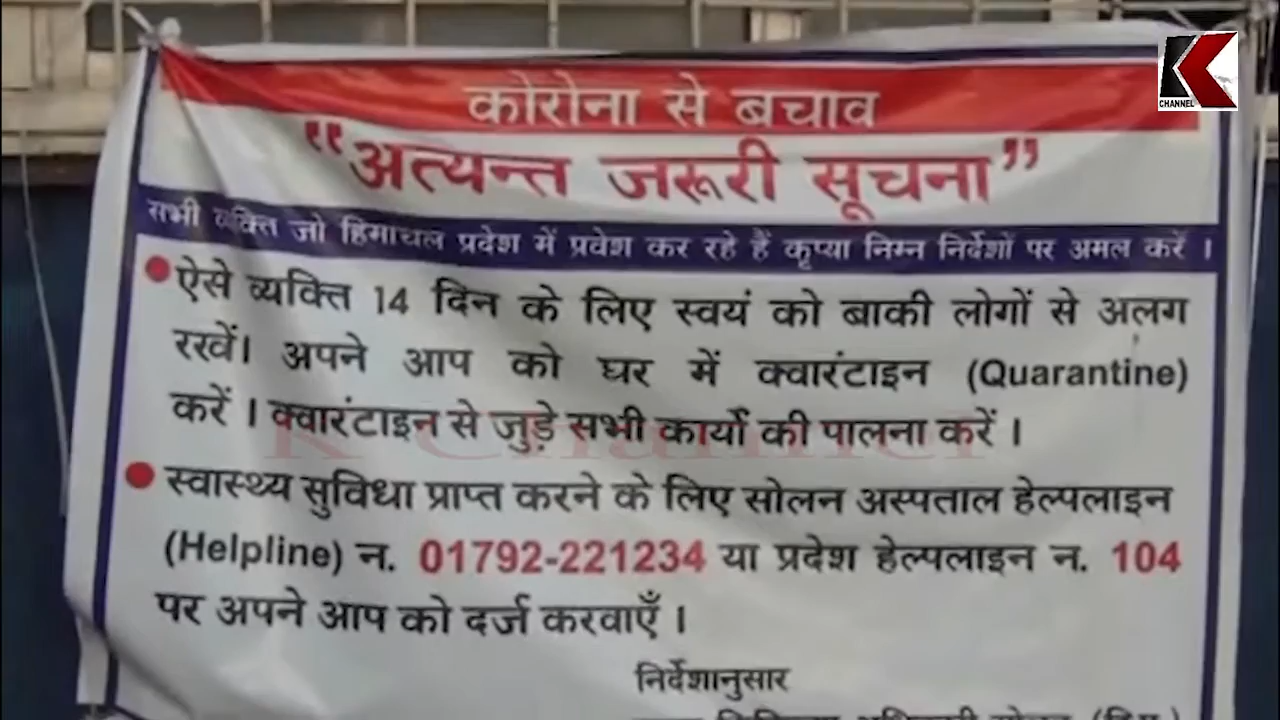 K
CHANNEL
कोरोना से बचाव
“अत्यन्त जरूरी सूचना”
सभी व्यक्ति जो हिमाचल प्रदेश में प्रवेश कर रहे हैं कृप्या निम्न निर्देशों पर अमल करें ।
ऐसे व्यक्ति 14 दिन के लिए स्वयं को बाकी लोगों से अलग
रखें। अपने आप को घर में क्वारंटाइन (Quarantine)
करें । क्वारंटाइन से जुड़े सभी कार्यो की पालना करें ।
K Channel
स्वास्थ्य सुविधा प्राप्त करने के लिए सोलन अस्पताल हेल्पलाइन
(Helpline) न. 01792-221234 या प्रदेश हेल्पलाइन न. 104
पर अपने आप को दर्ज करवाएँ ।
निर्देशानुसार